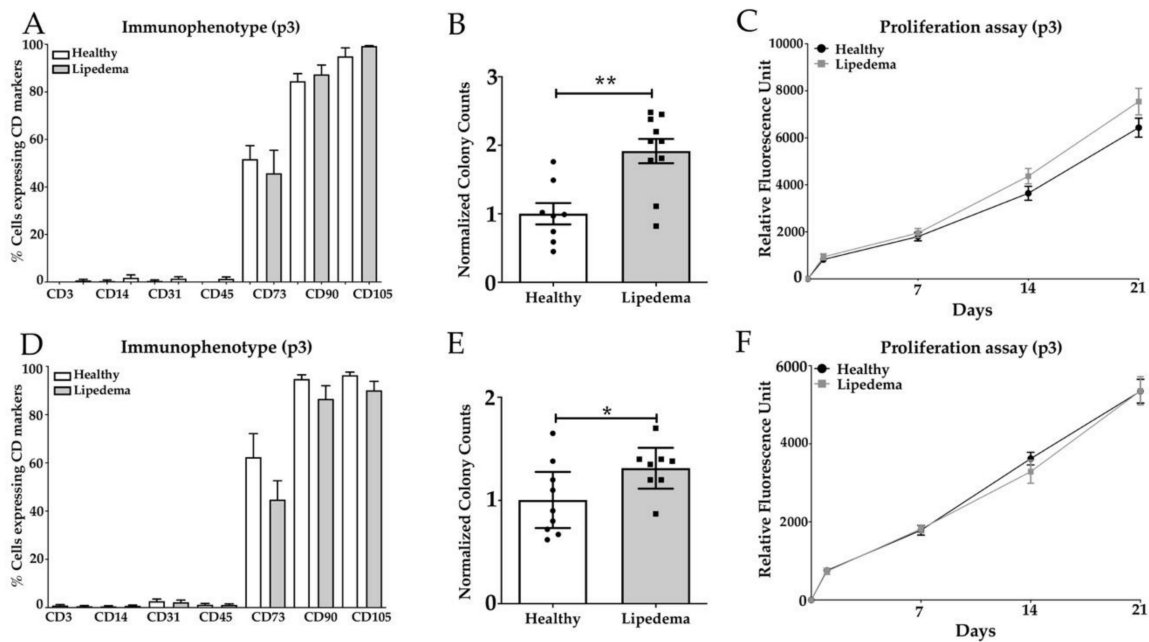 A
Immunophenotype (p3)
% Cells expressing CD markers
100
80
60
40
20
0
Healthy
Lipedema
CD3 CD14 CD31 CD45 CD73 CD90 CD105
B
Normalized Colony Counts
3
2
1
0
**
Healthy Lipedema
C
Proliferation assay (p3)
Relative Fluorescence Unit
10000
8000
6000
4000
2000
0
Healthy
Lipedema
7 14 21
Days
D
Immunophenotype (p3)
% Cells expressing CD markers
100
80
60
40
20
0
Healthy
Lipedema
CD3 CD14 CD31 CD45 CD73 CD90 CD105
E
Normalized Colony Counts
2
1
0
*
Healthy Lipedema
F
Proliferation assay (p3)
Relative Fluorescence Unit
6000
4000
2000
0
Healthy
Lipedema
7 14 21
Days